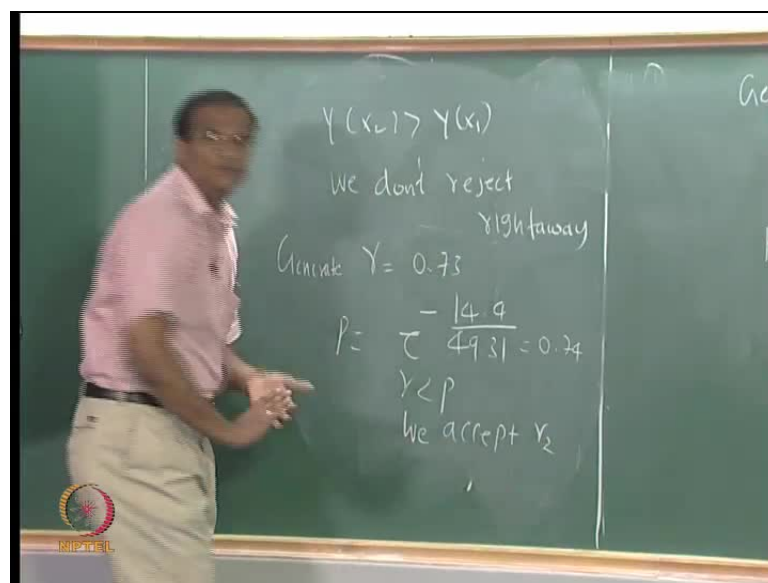 Y(x₂) > Y(x₁)
we don't reject
rightaway
Generate r = 0.73
P = e^(-14.4/49.31) = 0.74
r < p
We accept x₂
Ge
NPTEL